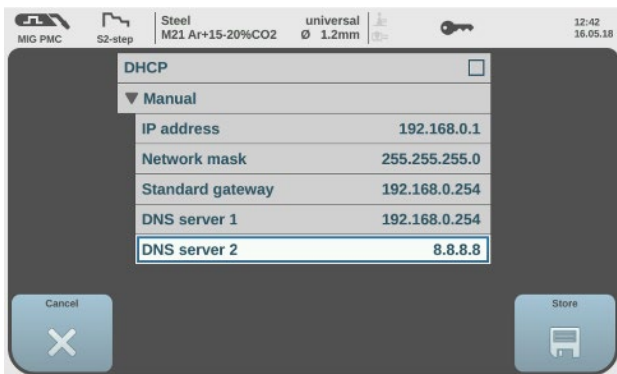 MIG PMC
S2-step
Steel universal
M21 Ar+15-20%CO2 Ø 1.2mm
12:42
16.05.18
DHCP
Manual
IP address 192.168.0.1
Network mask 255.255.255.0
Standard gateway 192.168.0.254
DNS server 1 192.168.0.254
DNS server 2 8.8.8.8
Cancel
Store